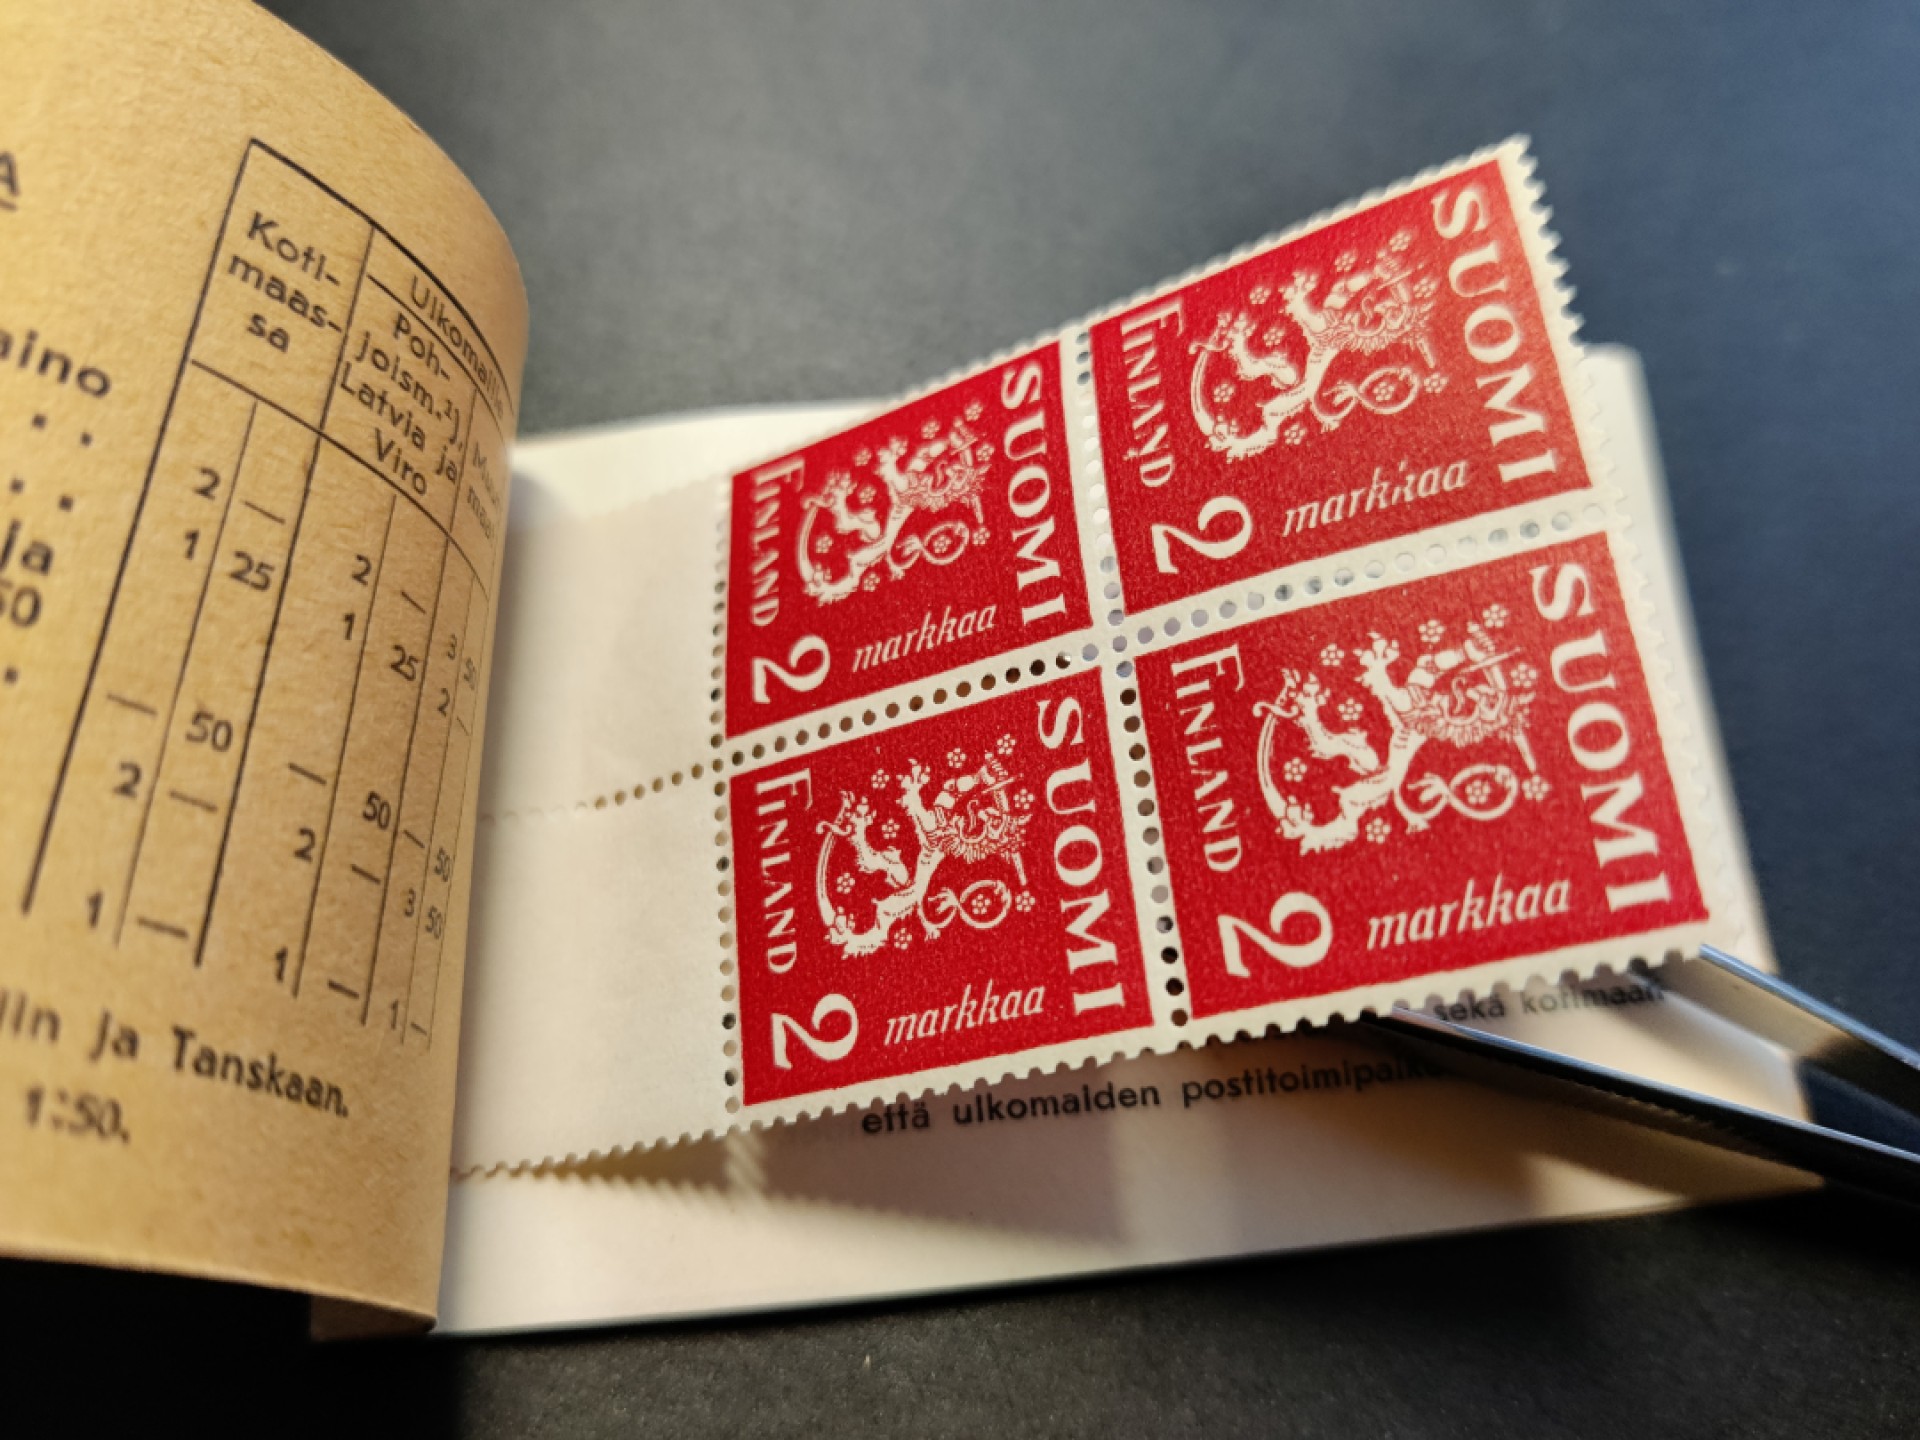 A
aino
ja
50
Koti-
maas-
sa
Ulkomaille
Poh-
joism.¹),
Latvia ja
Viro
2 — 2 — 3 50
1 25 1 25 2 —
— 50 — 50 — 50
2 — 2 — 3 50
1 — 1 — 1 —
ja Tanskaan.
1:50.
SUOMI
FINLAND
2 markkaa
SUOMI
FINLAND
2 markkaa
SUOMI
FINLAND
2 markkaa
SUOMI
FINLAND
2 markkaa
sekä kotimaan
että ulkomaiden